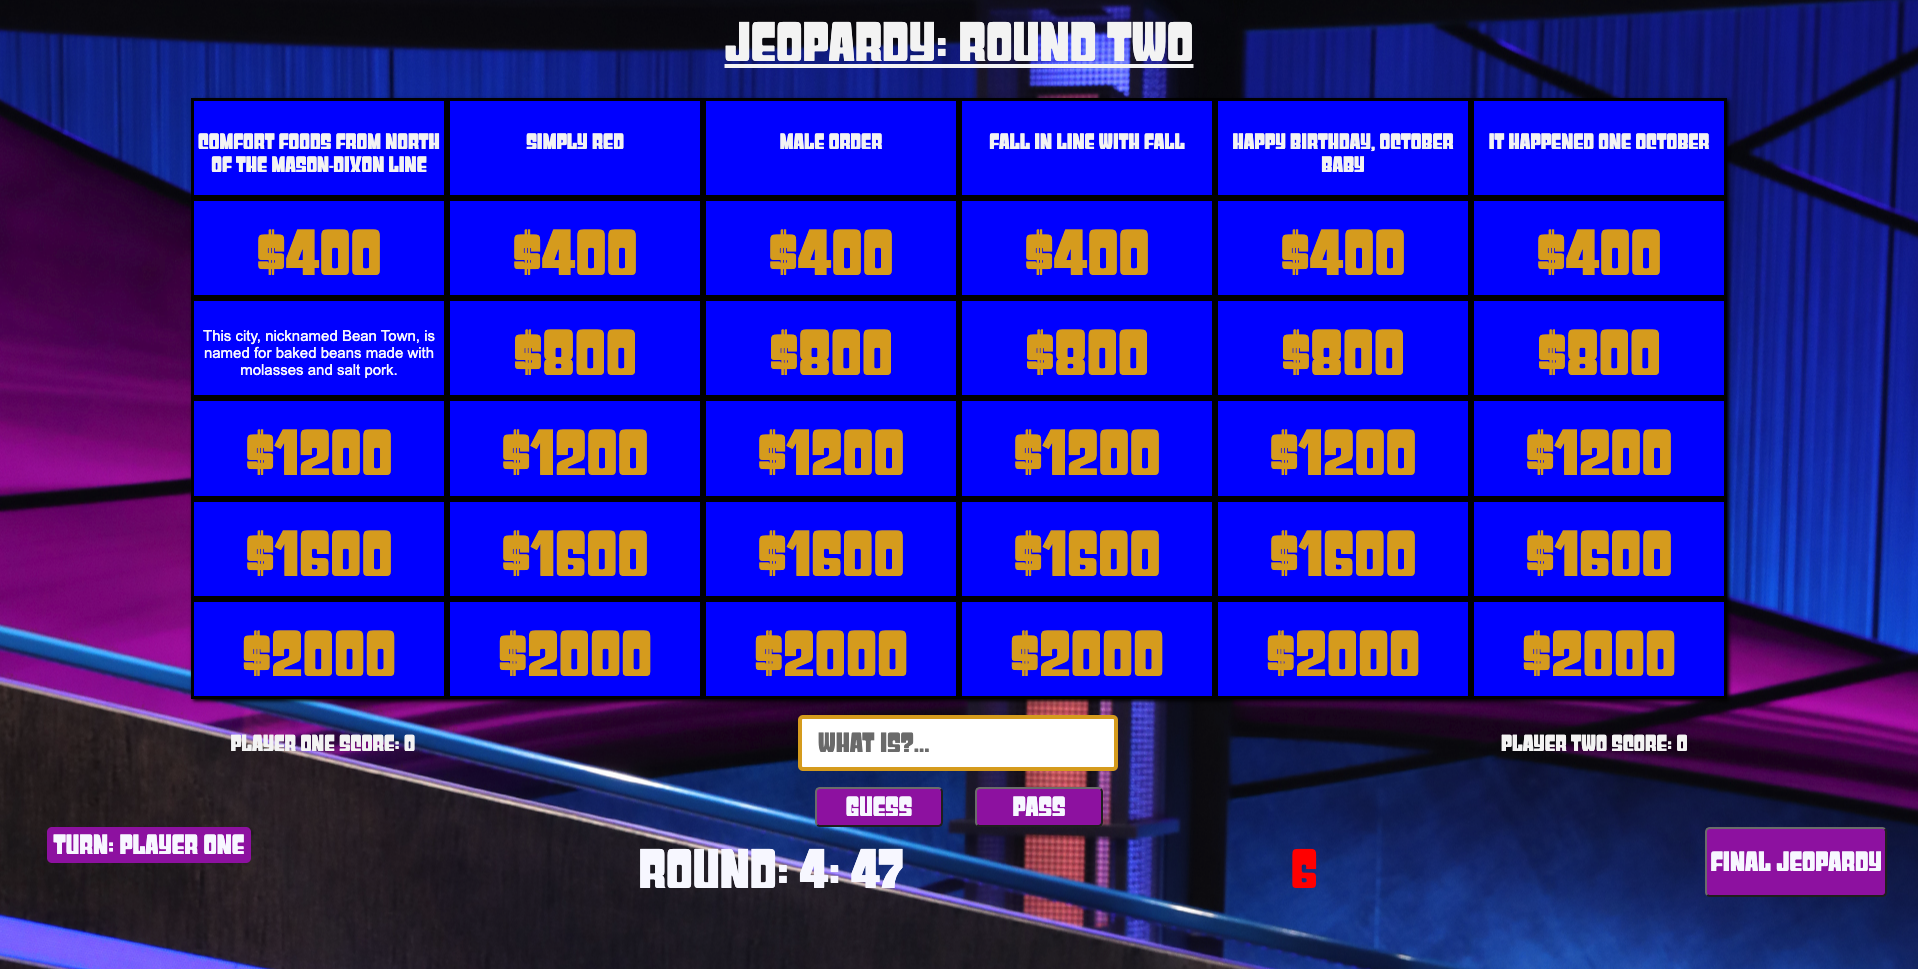 JEOPARDY: ROUND TWO
COMFORT FOODS FROM NORTH
OF THE MASON-DIXON LINE
SIMPLY RED
MALE ORDER
FALL IN LINE WITH FALL
HAPPY BIRTHDAY, OCTOBER
BABY
IT HAPPENED ONE OCTOBER
$400 $400 $400 $400 $400 $400
This city, nicknamed Bean Town, is
named for baked beans made with
molasses and salt pork.
$800 $800 $800 $800 $800
$1200 $1200 $1200 $1200 $1200 $1200
$1600 $1600 $1600 $1600 $1600 $1600
$2000 $2000 $2000 $2000 $2000 $2000
PLAYER ONE SCORE: 0
WHAT IS?...
PLAYER TWO SCORE: 0
GUESS PASS
TURN: PLAYER ONE
ROUND: 4: 47
6
FINAL JEOPARDY